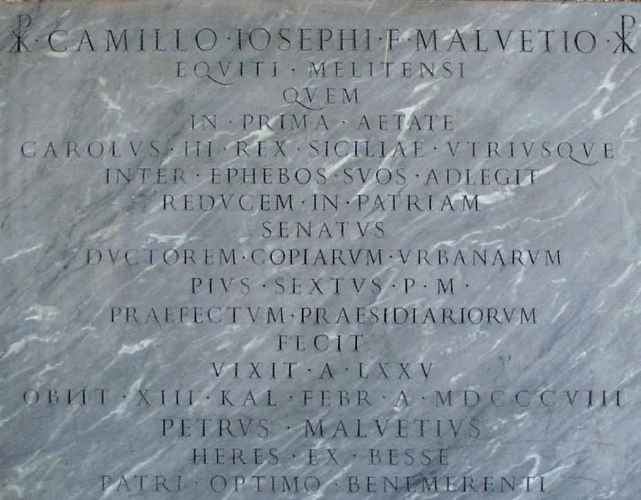 ☧·CAMILLO·IOSEPHI·F·MALVETIO·☧
EQVITI·MELITENSI
QVEM
IN·PRIMA·AETATE
CAROLVS·III·REX·SICILIAE·VTRIVSQVE
INTER·EPHEBOS·SVOS·ADLEGIT
REDVCEM·IN·PATRIAM
SENATVS
DVCTOREM·COPIARVM·VRBANARVM
PIVS·SEXTVS·P·M·
PRAEFECTVM·PRAESIDIARIORVM
FECIT
VIXIT·A·LXXV
OBIIT·XIII·KAL·FEBR·A·MDCCCVIII
PETRVS·MALVETIVS
HERES·EX·BESSE
PATRI·OPTIMO·BENEMERENTI